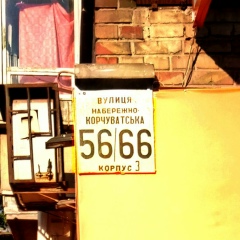 ВУЛИЦЯ
НАБЕРЕЖНО-
КОРЧУВАТСЬКА
56/66
КОРПУС 3